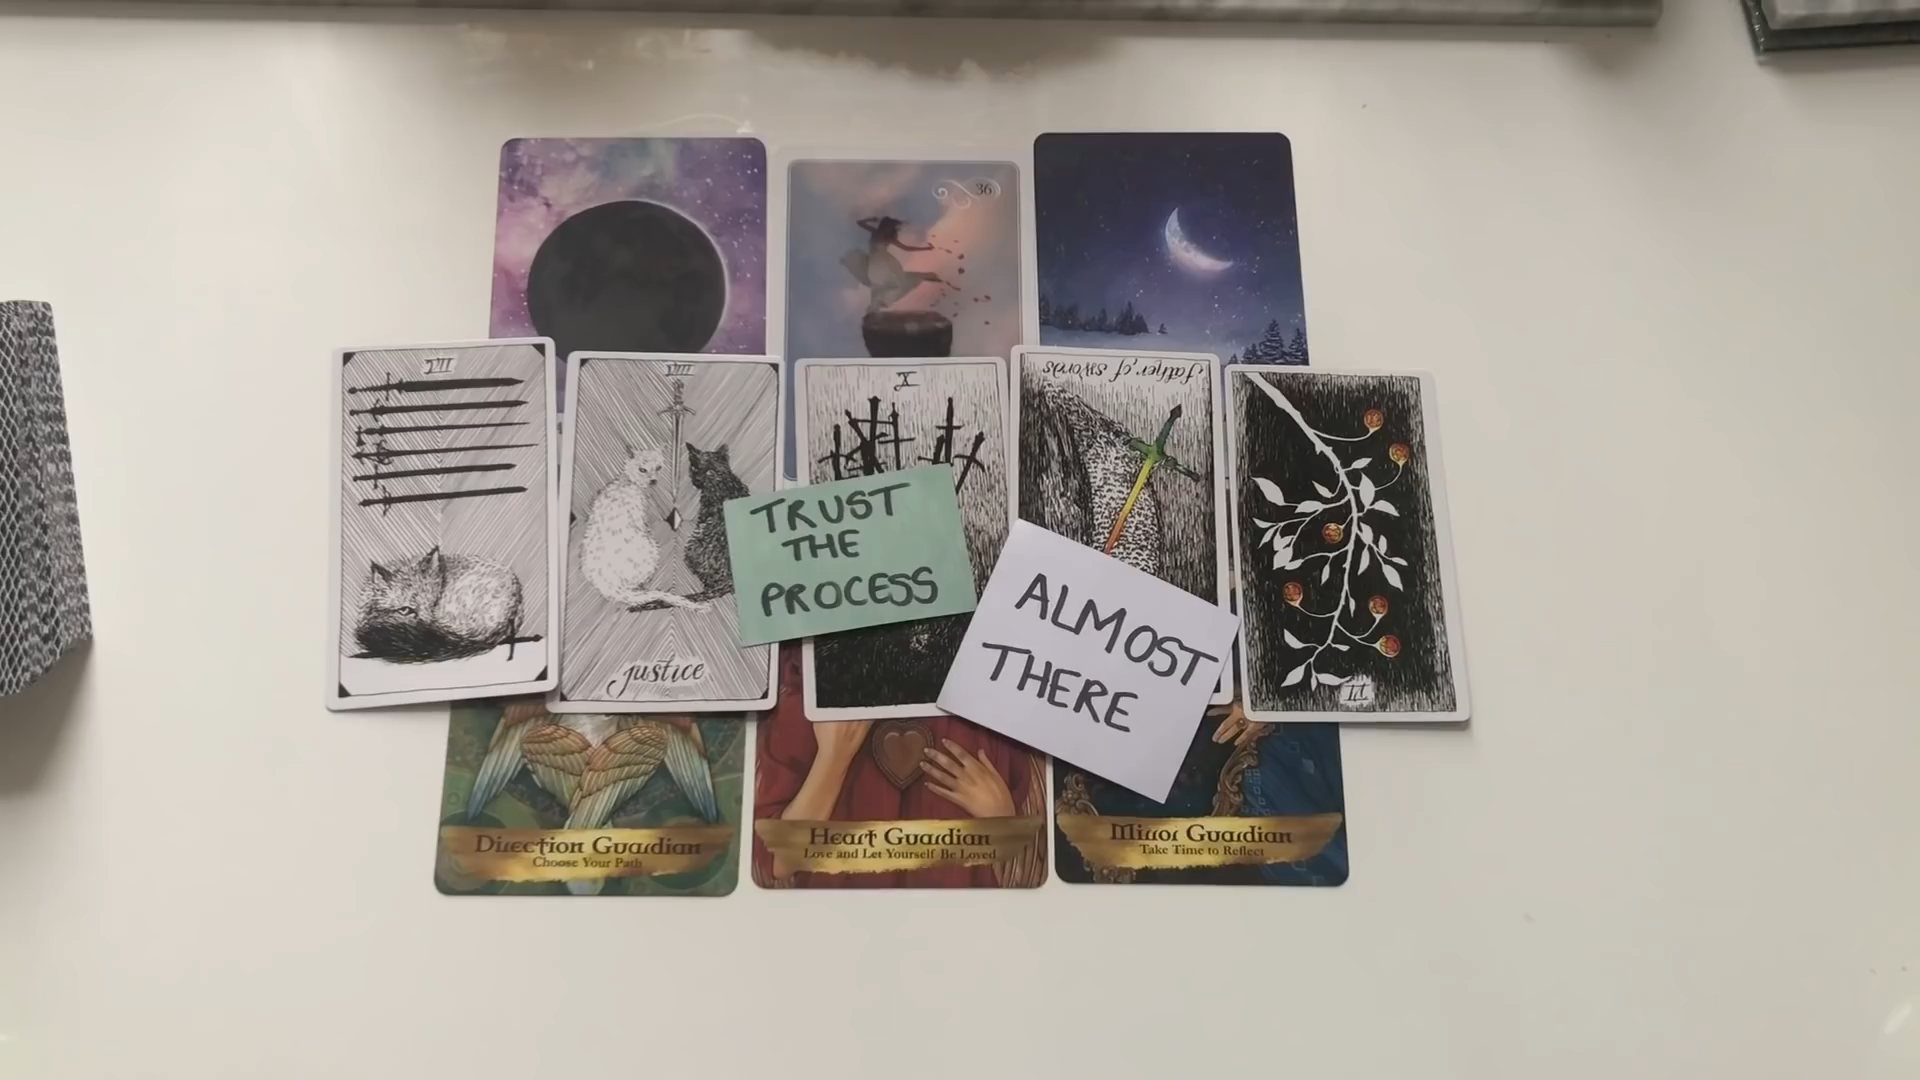 36
VII
VIII
X
father of swords
TRUST
THE
PROCESS
ALMOST
THERE
justice
VI
Direction Guardian
Choose Your Path
Heart Guardian
Love and Let Yourself Be Loved
Mirror Guardian
Take Time to Reflect